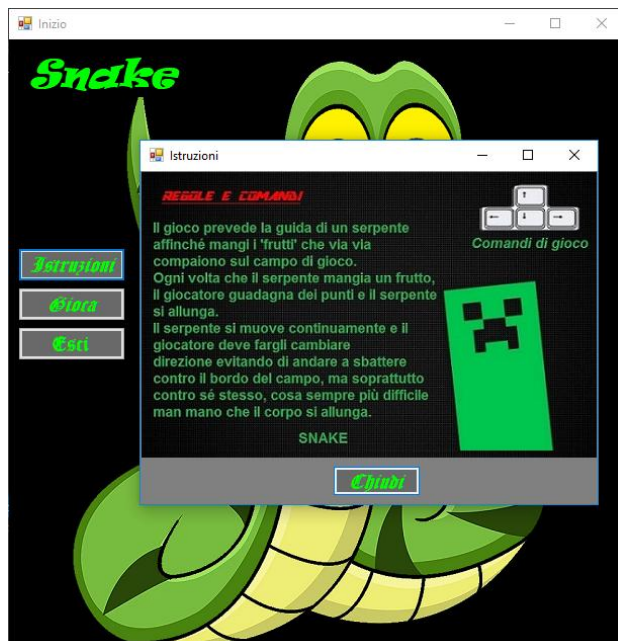 Inizio
Snake
Istruzioni
REGOLE E COMANDI
Il gioco prevede la guida di un serpente
affinché mangi i 'frutti' che via via
compaiono sul campo di gioco.
Ogni volta che il serpente mangia un frutto,
Il giocatore guadagna dei punti e il serpente
si allunga.
Il serpente si muove continuamente e il
giocatore deve fargli cambiare
direzione evitando di andare a sbattere
contro il bordo del campo, ma soprattutto
contro sé stesso, cosa sempre più difficile
man mano che il corpo si allunga.
SNAKE
↑
← ↓ →
Comandi di gioco
Istruzioni
Gioca
Esci
Chiudi